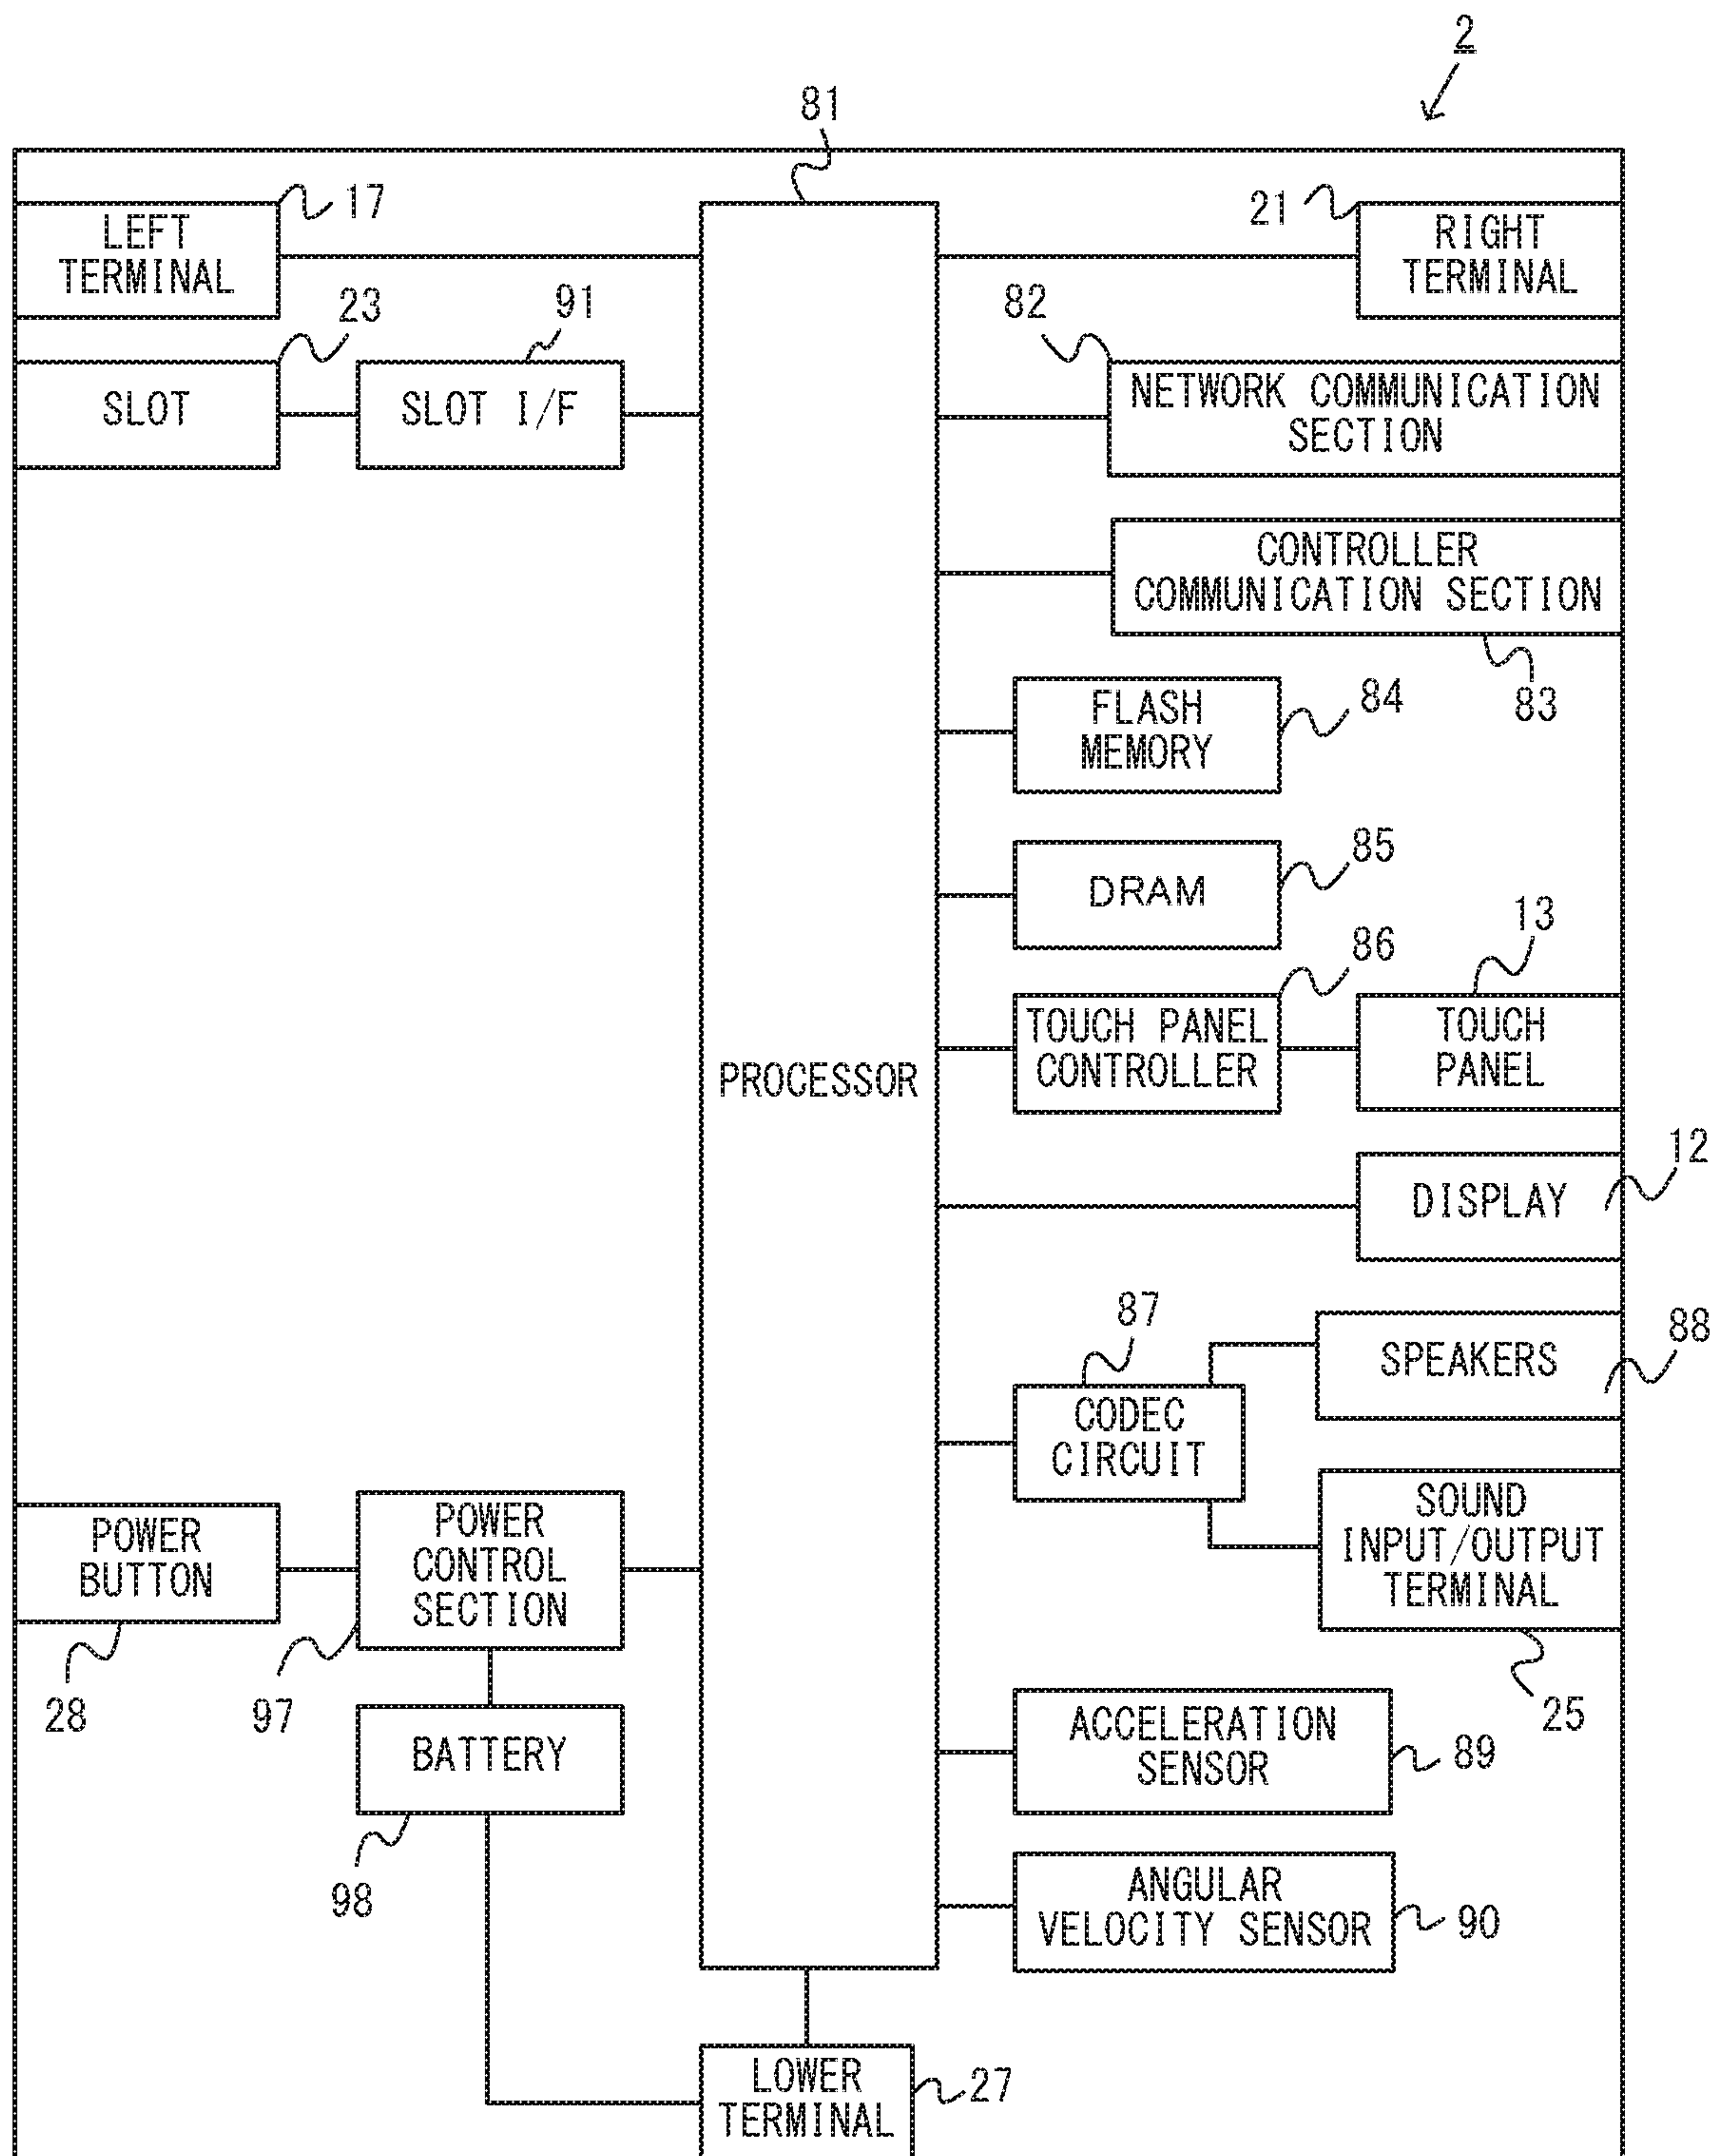 2
81
LEFT
TERMINAL
17
21
RIGHT
TERMINAL
23
91
82
SLOT
SLOT I/F
NETWORK COMMUNICATION
SECTION
CONTROLLER
COMMUNICATION SECTION
83
FLASH
MEMORY
84
DRAM
85
86
13
TOUCH PANEL
CONTROLLER
TOUCH
PANEL
PROCESSOR
DISPLAY
12
87
SPEAKERS
88
CODEC
CIRCUIT
SOUND
INPUT/OUTPUT
TERMINAL
25
POWER
BUTTON
28
POWER
CONTROL
SECTION
97
BATTERY
98
ACCELERATION
SENSOR
89
ANGULAR
VELOCITY SENSOR
90
LOWER
TERMINAL
27